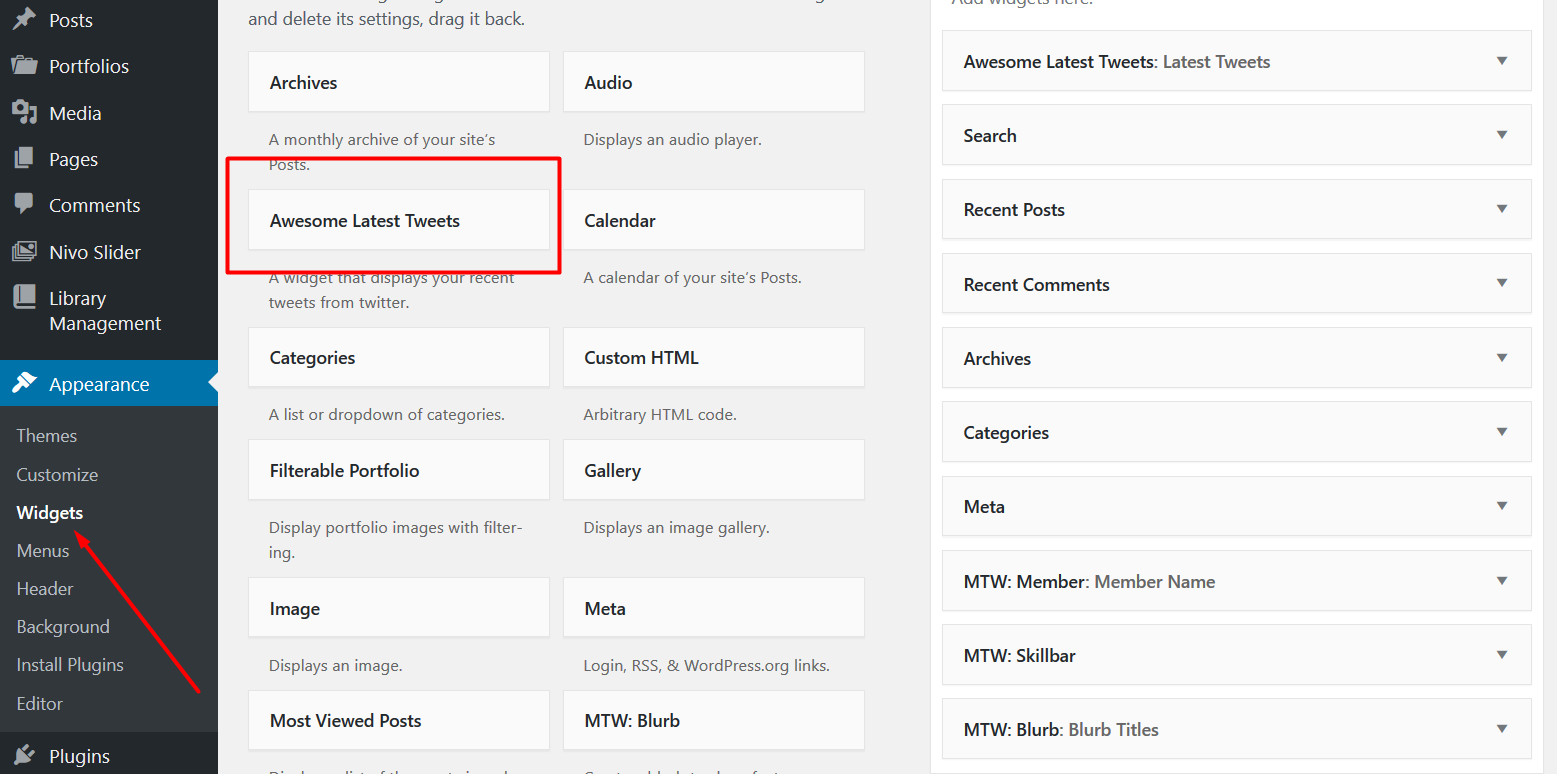 Posts
Portfolios
Media
Pages
Comments
Nivo Slider
Library
Management
Appearance
Themes
Customize
Widgets
Menus
Header
Background
Install Plugins
Editor
Plugins
and delete its settings, drag it back.
Archives
A monthly archive of your site's
Posts.
Audio
Displays an audio player.
Awesome Latest Tweets
A widget that displays your recent
tweets from twitter.
Calendar
A calendar of your site's Posts.
Categories
A list or dropdown of categories.
Custom HTML
Arbitrary HTML code.
Filterable Portfolio
Display portfolio images with filter-
ing.
Gallery
Displays an image gallery.
Image
Displays an image.
Meta
Login, RSS, & WordPress.org links.
Most Viewed Posts
MTW: Blurb
Add widgets here.
Awesome Latest Tweets: Latest Tweets
Search
Recent Posts
Recent Comments
Archives
Categories
Meta
MTW: Member: Member Name
MTW: Skillbar
MTW: Blurb: Blurb Titles